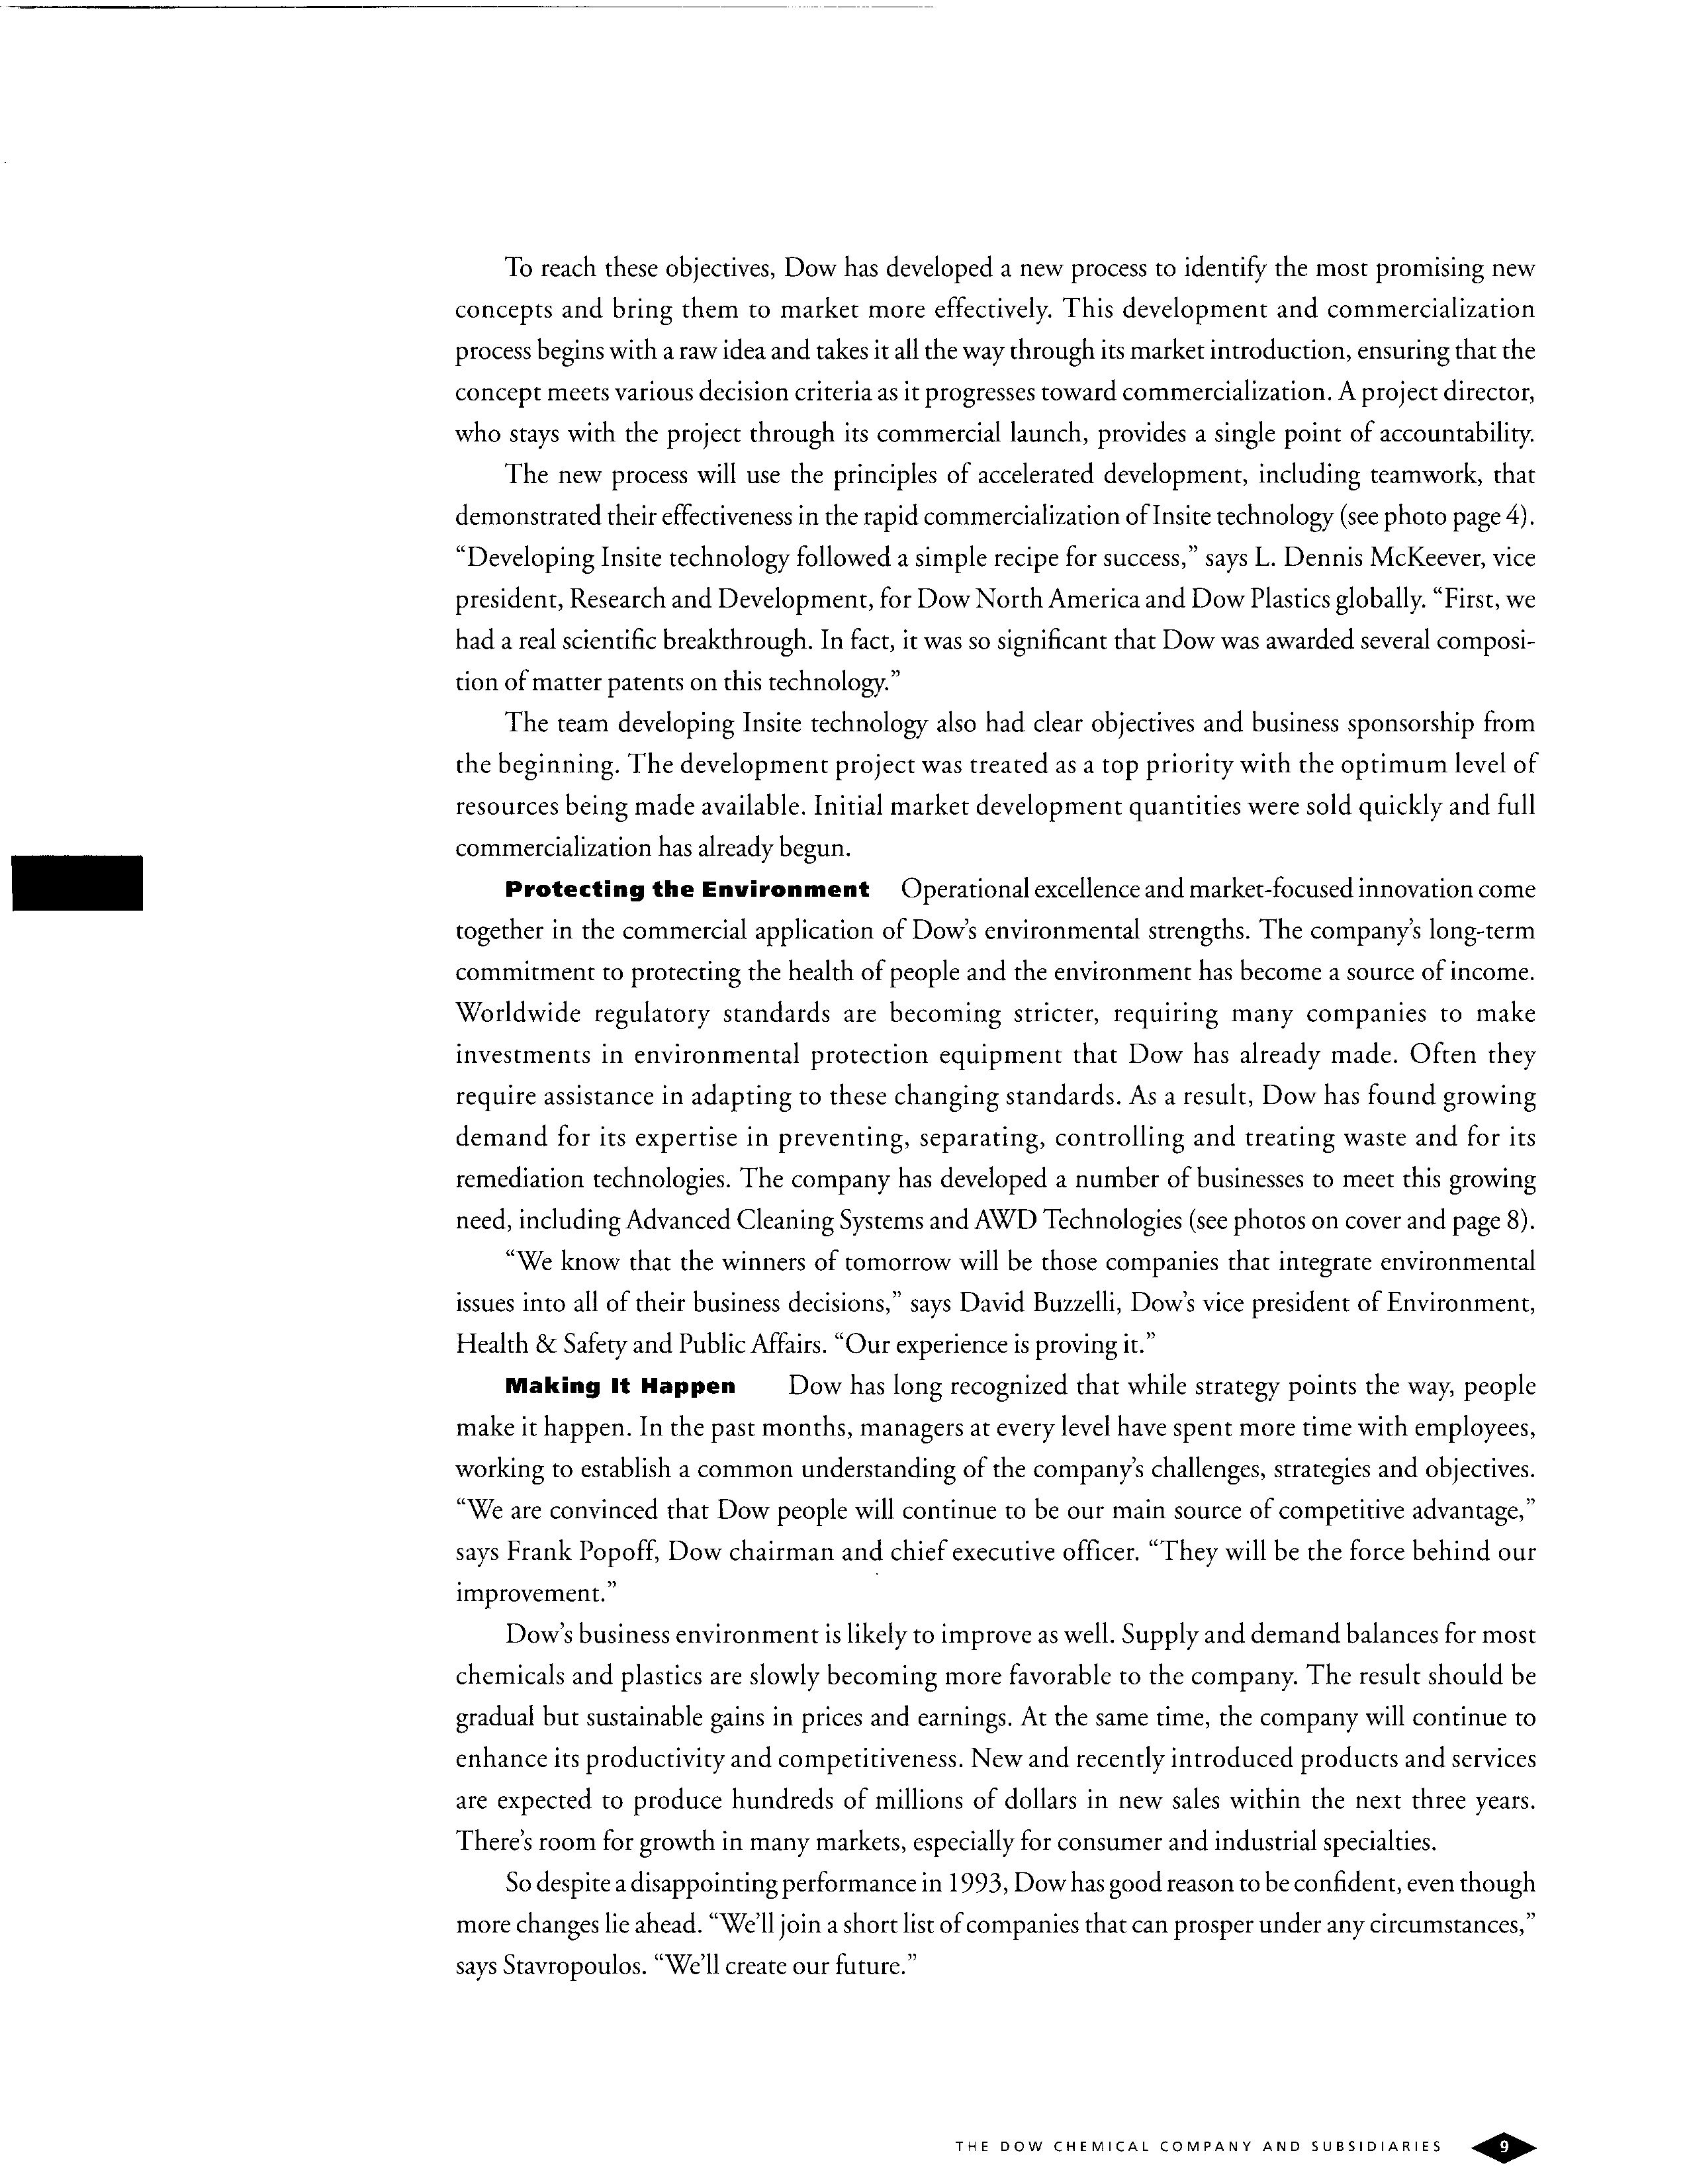 To reach these objectives, Dow has developed a new process to identify the most promising new
concepts and bring them to market more effectively. This development and commercialization
process begins with a raw idea and takes it all the way through its market introduction, ensuring that the
concept meets various decision criteria as it progresses toward commercialization. A project director,
who stays with the project through its commercial launch, provides a single point of accountability.
The new process will use the principles of accelerated development, including teamwork, that
demonstrated their effectiveness in the rapid commercialization of Insite technology (see photo page 4).
“Developing Insite technology followed a simple recipe for success,” says L. Dennis McKeever, vice
president, Research and Development, for Dow North America and Dow Plastics globally. “First, we
had a real scientific breakthrough. In fact, it was so significant that Dow was awarded several composi-
tion of matter patents on this technology.”
The team developing Insite technology also had clear objectives and business sponsorship from
the beginning. The development project was treated as a top priority with the optimum level of
resources being made available. Initial market development quantities were sold quickly and full
commercialization has already begun.
Protecting the Environment Operational excellence and market-focused innovation come
together in the commercial application of Dow’s environmental strengths. The company’s long-term
commitment to protecting the health of people and the environment has become a source of income.
Worldwide regulatory standards are becoming stricter, requiring many companies to make
investments in environmental protection equipment that Dow has already made. Often they
require assistance in adapting to these changing standards. As a result, Dow has found growing
demand for its expertise in preventing, separating, controlling and treating waste and for its
remediation technologies. The company has developed a number of businesses to meet this growing
need, including Advanced Cleaning Systems and AWD Technologies (see photos on cover and page 8).
“We know that the winners of tomorrow will be those companies that integrate environmental
issues into all of their business decisions,” says David Buzzelli, Dow’s vice president of Environment,
Health & Safety and Public Affairs. “Our experience is proving it.”
Making It Happen Dow has long recognized that while strategy points the way, people
make it happen. In the past months, managers at every level have spent more time with employees,
working to establish a common understanding of the company’s challenges, strategies and objectives.
“We are convinced that Dow people will continue to be our main source of competitive advantage,”
says Frank Popoff, Dow chairman and chief executive officer. “They will be the force behind our
improvement.”
Dow’s business environment is likely to improve as well. Supply and demand balances for most
chemicals and plastics are slowly becoming more favorable to the company. The result should be
gradual but sustainable gains in prices and earnings. At the same time, the company will continue to
enhance its productivity and competitiveness. New and recently introduced products and services
are expected to produce hundreds of millions of dollars in new sales within the next three years.
There’s room for growth in many markets, especially for consumer and industrial specialties.
So despite a disappointing performance in 1993, Dow has good reason to be confident, even though
more changes lie ahead. “We’ll join a short list of companies that can prosper under any circumstances,”
says Stavropoulos. “We’ll create our future.”
THE DOW CHEMICAL COMPANY AND SUBSIDIARIES 9